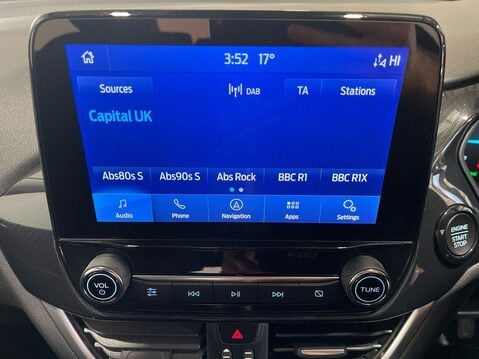 3:52 17° HI
Sources DAB TA Stations
Capital UK
Abs80s S Abs90s S Abs Rock BBC R1 BBC R1X
Audio Phone Navigation Apps Settings
VOL TUNE
ENGINE
START
STOP